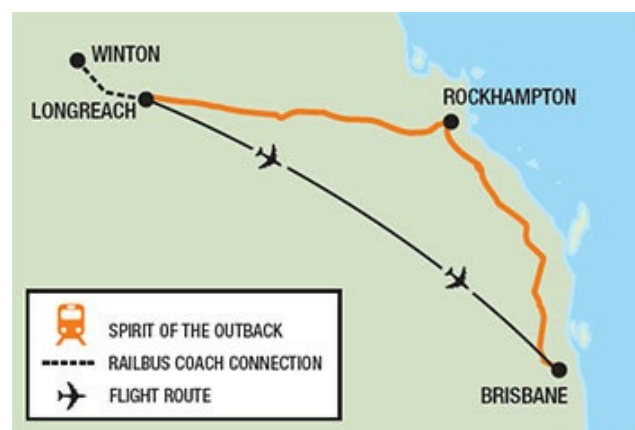 WINTON
LONGREACH
ROCKHAMPTON
SPIRIT OF THE OUTBACK
RAILBUS COACH CONNECTION
FLIGHT ROUTE
BRISBANE